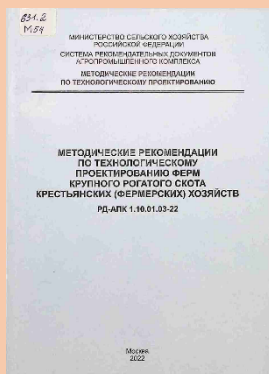 631.2
М54
МИНИСТЕРСТВО СЕЛЬСКОГО ХОЗЯЙСТВА
РОССИЙСКОЙ ФЕДЕРАЦИИ
СИСТЕМА РЕКОМЕНДАТЕЛЬНЫХ ДОКУМЕНТОВ
АГРОПРОМЫШЛЕННОГО КОМПЛЕКСА
МЕТОДИЧЕСКИЕ РЕКОМЕНДАЦИИ
ПО ТЕХНОЛОГИЧЕСКОМУ ПРОЕКТИРОВАНИЮ
МЕТОДИЧЕСКИЕ РЕКОМЕНДАЦИИ
ПО ТЕХНОЛОГИЧЕСКОМУ
ПРОЕКТИРОВАНИЮ ФЕРМ
КРУПНОГО РОГАТОГО СКОТА
КРЕСТЬЯНСКИХ (ФЕРМЕРСКИХ) ХОЗЯЙСТВ
РД-АПК 1.10.01.03-22
Москва
2022